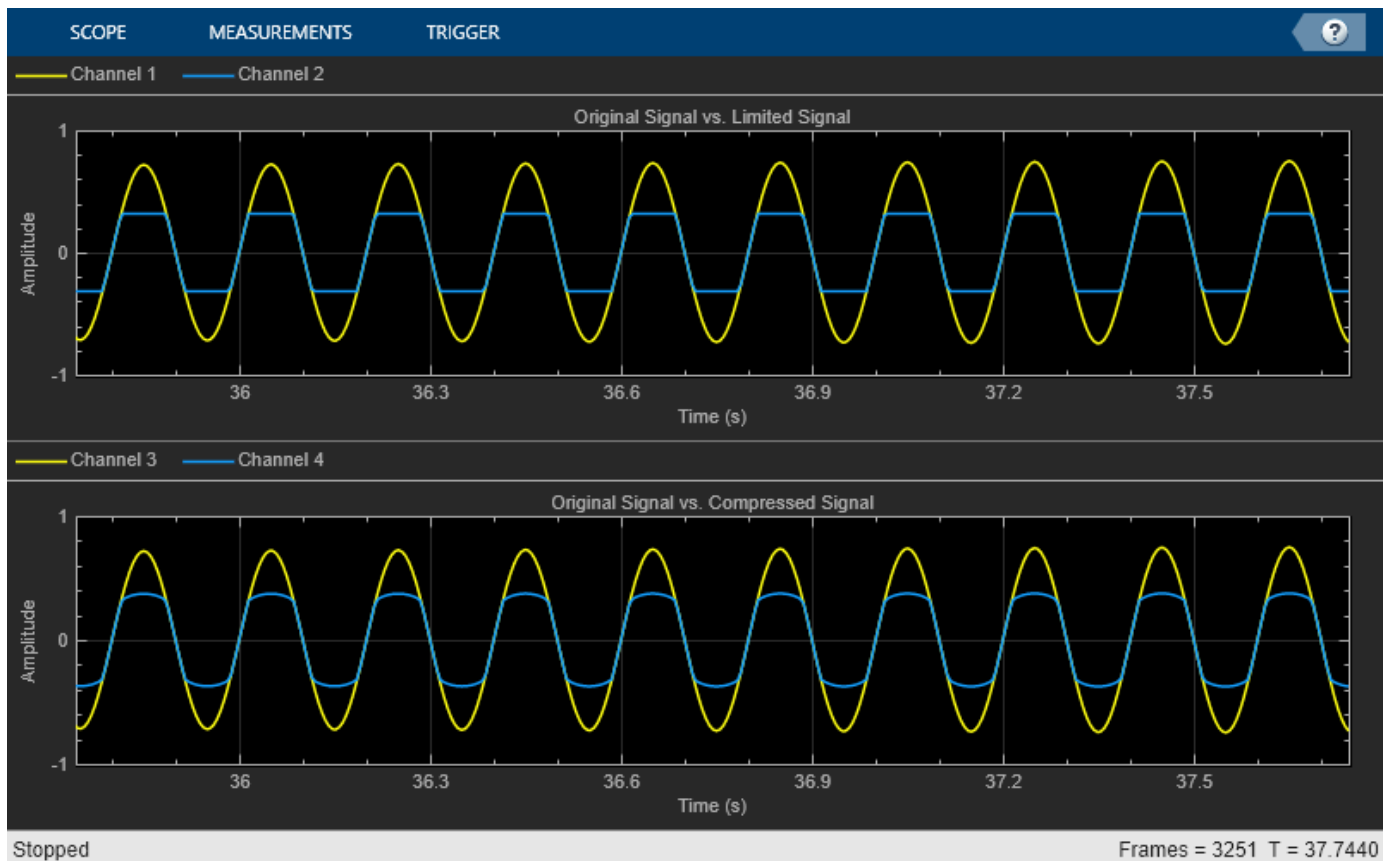 SCOPE MEASUREMENTS TRIGGER ?
Channel 1 Channel 2
Original Signal vs. Limited Signal
1
0
-1
Amplitude
36 36.3 36.6 36.9 37.2 37.5
Time (s)
Channel 3 Channel 4
Original Signal vs. Compressed Signal
1
0
-1
Amplitude
36 36.3 36.6 36.9 37.2 37.5
Time (s)
Stopped Frames = 3251 T = 37.7440